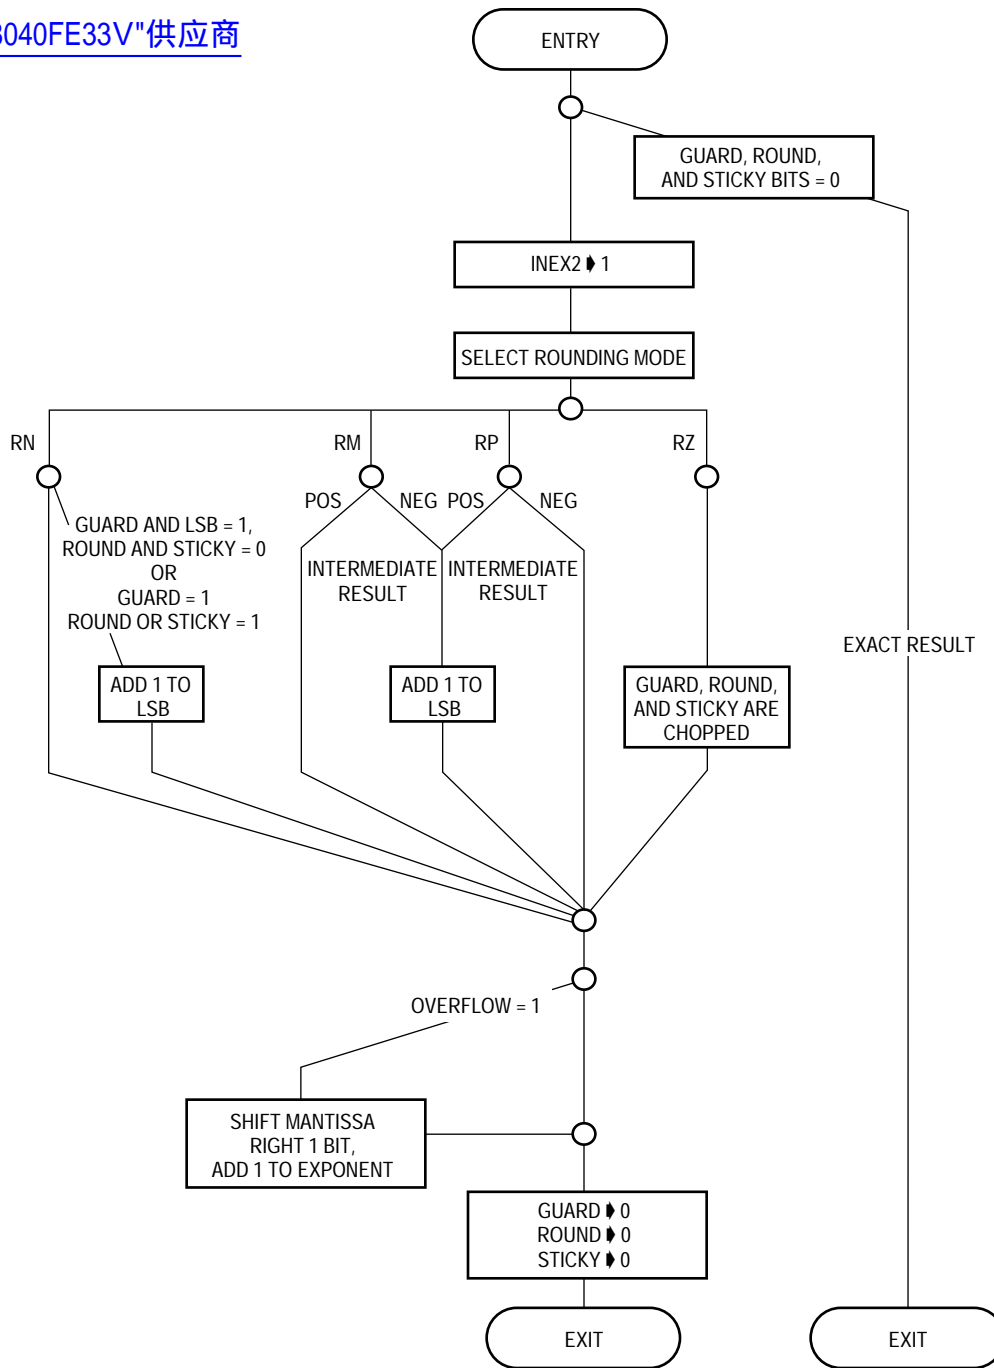 3040FE33V"供应商
ENTRY
GUARD, ROUND,
AND STICKY BITS = 0
INEX2 ➧ 1
SELECT ROUNDING MODE
RN
RM
RP
RZ
POS
NEG
POS
NEG
GUARD AND LSB = 1,
ROUND AND STICKY = 0
OR
GUARD = 1
ROUND OR STICKY = 1
INTERMEDIATE
RESULT
INTERMEDIATE
RESULT
EXACT RESULT
ADD 1 TO
LSB
ADD 1 TO
LSB
GUARD, ROUND,
AND STICKY ARE
CHOPPED
OVERFLOW = 1
SHIFT MANTISSA
RIGHT 1 BIT,
ADD 1 TO EXPONENT
GUARD ➧ 0
ROUND ➧ 0
STICKY ➧ 0
EXIT
EXIT